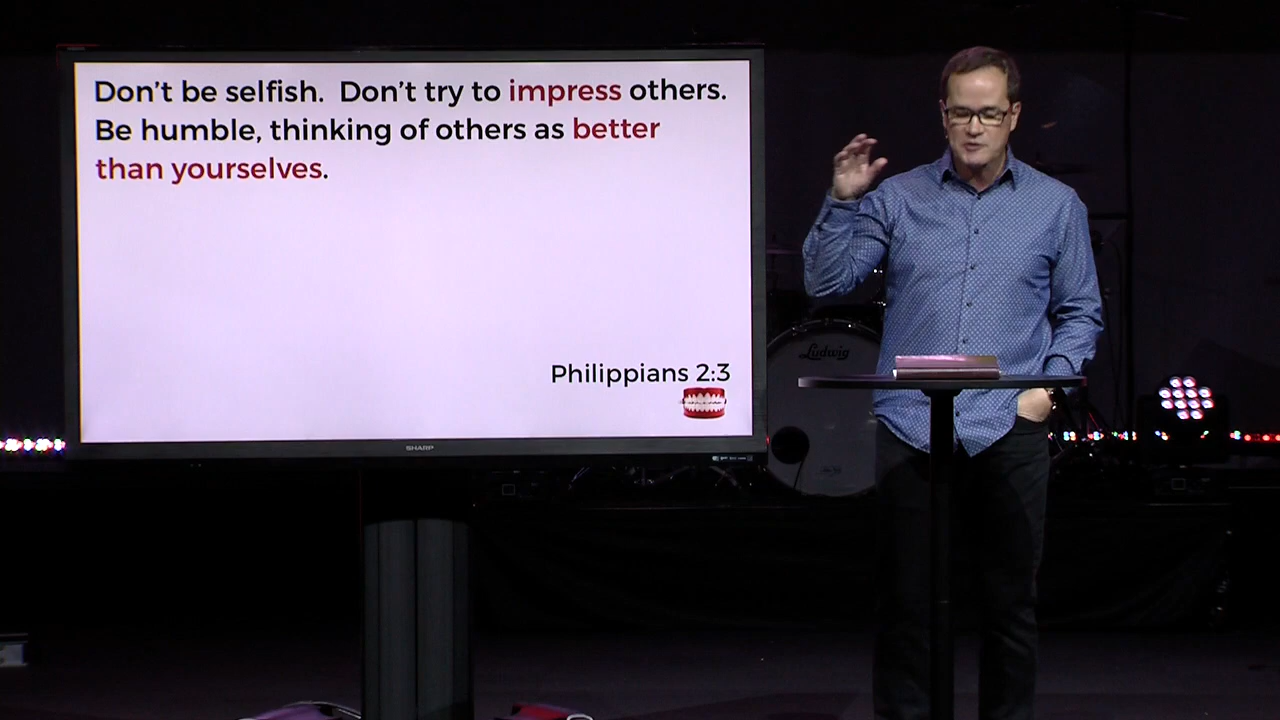 Don't be selfish. Don't try to impress others.
Be humble, thinking of others as better
than yourselves.
Philippians 2:3
SHARP
Ludwig